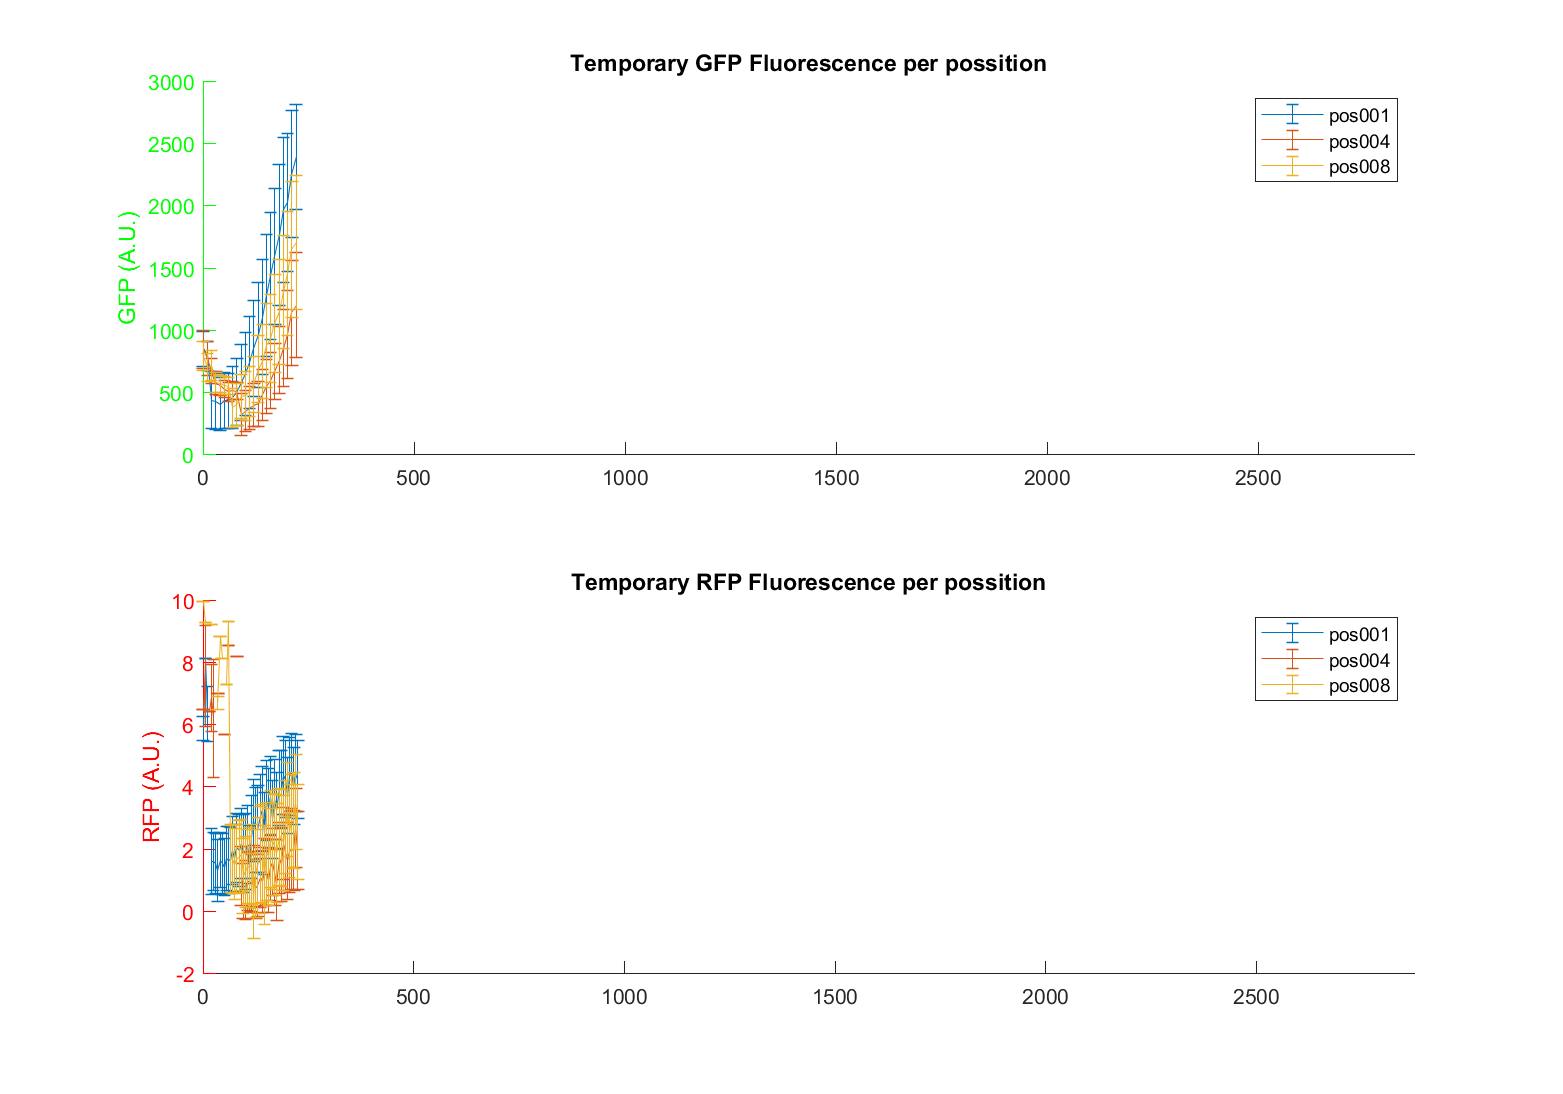 Temporary GFP Fluorescence per possition
3000
2500
2000
1500
1000
500
0
GFP (A.U.)
pos001
pos004
pos008
0 500 1000 1500 2000 2500
Temporary RFP Fluorescence per possition
10
8
6
4
2
0
-2
RFP (A.U.)
pos001
pos004
pos008
0 500 1000 1500 2000 2500